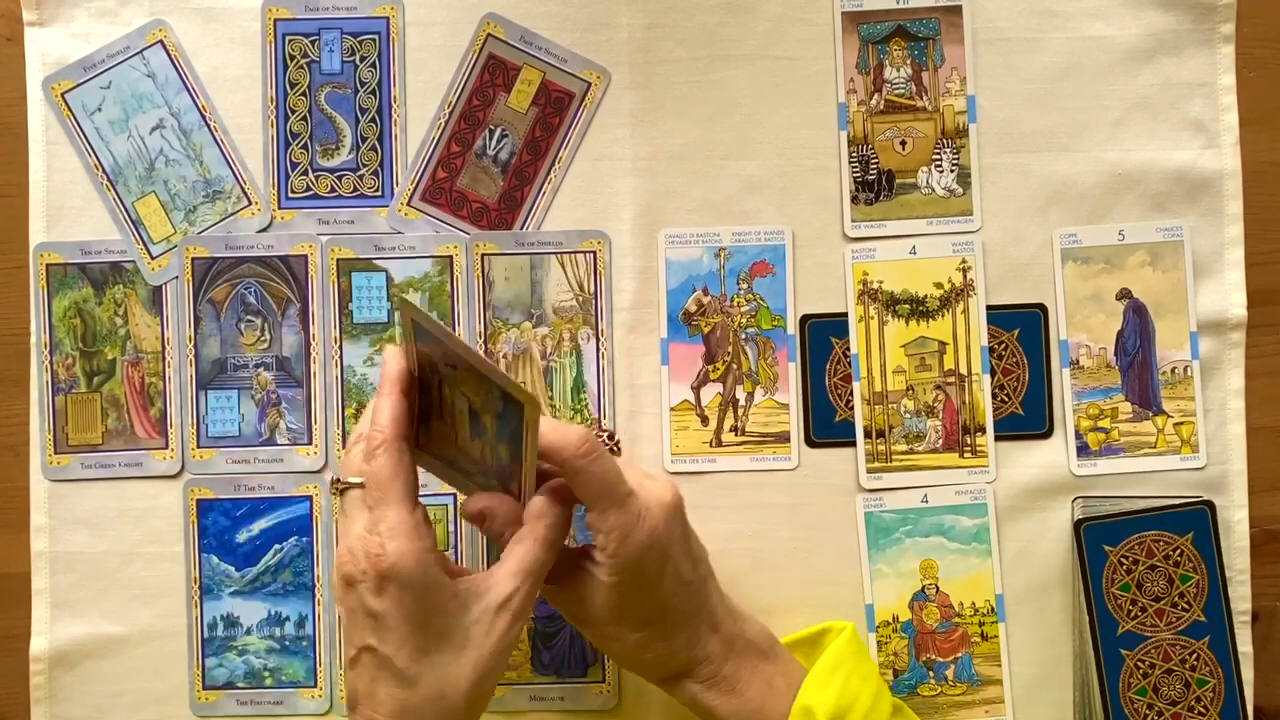 FIVE OF SHIELDS
PAGE OF SWORDS
THE ADDER
PAGE OF SHIELDS
TEN OF SPEARS
THE GREEN KNIGHT
EIGHT OF CUPS
CHAPEL PERILOUS
TEN OF CUPS
SIX OF SHIELDS
17 THE STAR
THE FIREDRAKE
MORGAUSE
VII
LE CHAR
DER WAGEN
DE ZEGEWAGEN
CAVALLO DI BASTONI
CHEVALIER DE BATONS
KNIGHT OF WANDS
CABALLO DE BASTOS
RITTER DER STABE
STAVEN RIDDER
BASTONI
BATONS
4
WANDS
BASTOS
STABE
STAVEN
COPPE
COUPES
5
CHALICES
COPAS
KELCHE
BEKERS
DENARI
DENIERS
4
PENTACLES
OROS